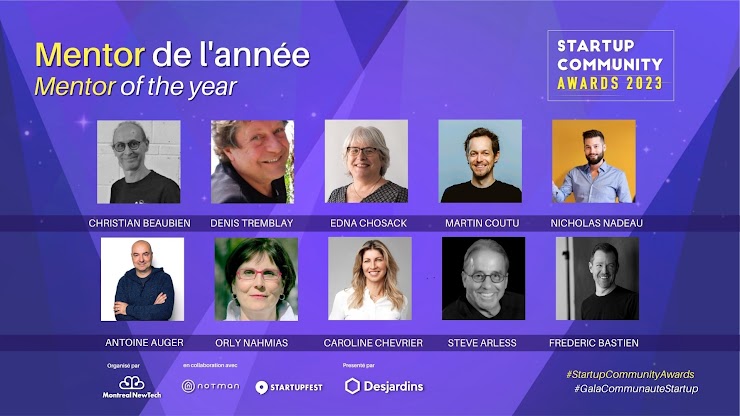 Mentor de l'année
Mentor of the year
STARTUP
COMMUNITY
AWARDS 2023
CHRISTIAN BEAUBIEN
DENIS TREMBLAY
EDNA CHOSACK
MARTIN COUTU
NICHOLAS NADEAU
ANTOINE AUGER
ORLY NAHMIAS
CAROLINE CHEVRIER
STEVE ARLESS
FREDERIC BASTIEN
Organisé par
MontrealNewTech
en collaboration avec
notman
STARTUPFEST
Presenté par
Desjardins
#StartupCommunityAwards
#GalaCommunauteStartup